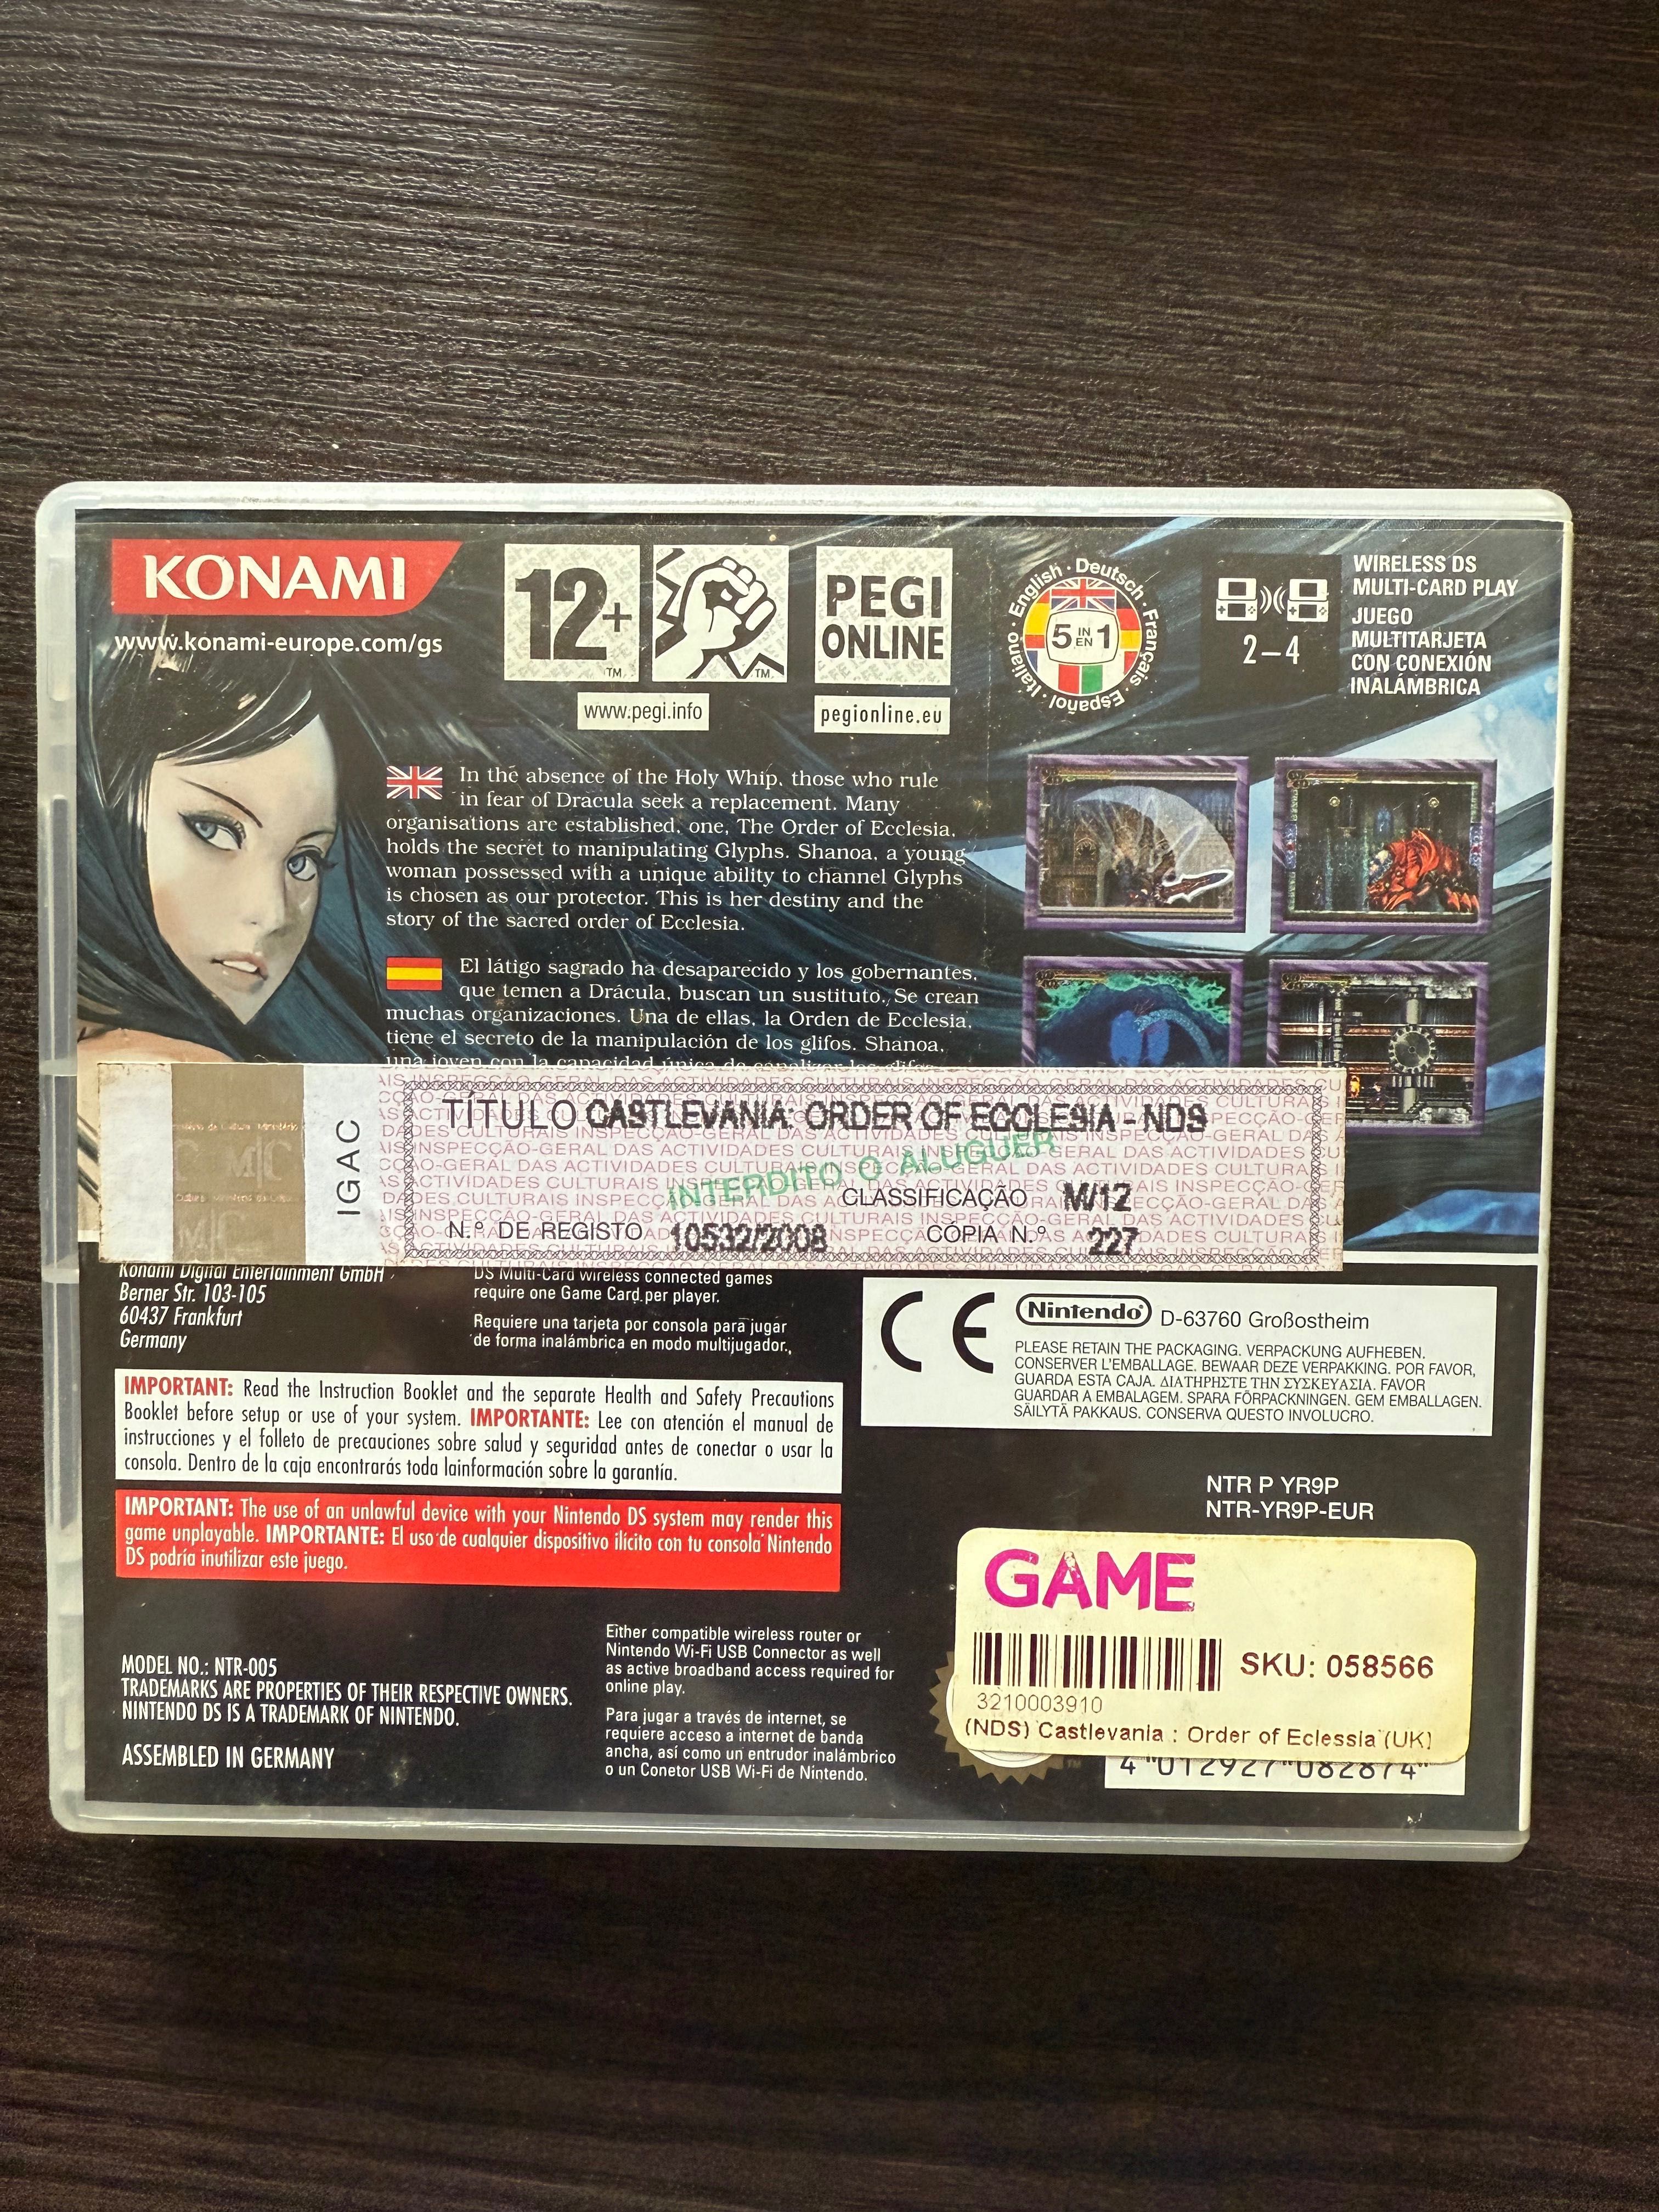 KONAMI
www.konami-europe.com/gs
12+
™
™
www.pegi.info
PEGI
ONLINE
pegionline.eu
English · Deutsch · Français · Español · Italiano
5 IN EN 1
2–4
WIRELESS DS
MULTI-CARD PLAY
JUEGO
MULTITARJETA
CON CONEXIÓN
INALÁMBRICA
In the absence of the Holy Whip, those who rule
in fear of Dracula seek a replacement. Many
organisations are established, one, The Order of Ecclesia,
holds the secret to manipulating Glyphs. Shanoa, a young
woman possessed with a unique ability to channel Glyphs
is chosen as our protector. This is her destiny and the
story of the sacred order of Ecclesia.
El látigo sagrado ha desaparecido y los gobernantes,
que temen a Drácula, buscan un sustituto. Se crean
muchas organizaciones. Una de ellas, la Orden de Ecclesia,
tiene el secreto de la manipulación de los glifos. Shanoa,
una joven con la capacidad única de canalizar los glifos
IGAC
TÍTULO CASTLEVANIA: ORDER OF ECCLESIA - NDS
INTERDITO O ALUGUER
CLASSIFICAÇÃO M/12
N.º DE REGISTO 10532/2008 CÓPIA N.º 227
INSPECÇÃO-GERAL DAS ACTIVIDADES CULTURAIS
Konami Digital Entertainment GmbH
Berner Str. 103-105
60437 Frankfurt
Germany
DS Multi-Card wireless connected games
require one Game Card per player.
Requiere una tarjeta por consola para jugar
de forma inalámbrica en modo multijugador.
CE
Nintendo® D-63760 Großostheim
PLEASE RETAIN THE PACKAGING. VERPACKUNG AUFHEBEN.
CONSERVER L'EMBALLAGE. BEWAAR DEZE VERPAKKING. POR FAVOR,
GUARDA ESTA CAJA. ΔΙΑΤΗΡΗΣΤΕ ΤΗΝ ΣΥΣΚΕΥΑΣΙΑ. FAVOR
GUARDAR A EMBALAGEM. SPARA FÖRPACKNINGEN. GEM EMBALLAGEN.
SÄILYTÄ PAKKAUS. CONSERVA QUESTO INVOLUCRO.
IMPORTANT: Read the Instruction Booklet and the separate Health and Safety Precautions
Booklet before setup or use of your system. IMPORTANTE: Lee con atención el manual de
instrucciones y el folleto de precauciones sobre salud y seguridad antes de conectar o usar la
consola. Dentro de la caja encontrarás toda lainformación sobre la garantía.
IMPORTANT: The use of an unlawful device with your Nintendo DS system may render this
game unplayable. IMPORTANTE: El uso de cualquier dispositivo ilícito con tu consola Nintendo
DS podría inutilizar este juego.
NTR P YR9P
NTR-YR9P-EUR
GAME
SKU: 058566
3210003910
(NDS) Castlevania : Order of Eclessia (UK)
4 012927 082874
MODEL NO.: NTR-005
TRADEMARKS ARE PROPERTIES OF THEIR RESPECTIVE OWNERS.
NINTENDO DS IS A TRADEMARK OF NINTENDO.
ASSEMBLED IN GERMANY
Either compatible wireless router or
Nintendo Wi-Fi USB Connector as well
as active broadband access required for
online play.
Para jugar a través de internet, se
requiere acceso a internet de banda
ancha, así como un entrudor inalámbrico
o un Conetor USB Wi-Fi de Nintendo.